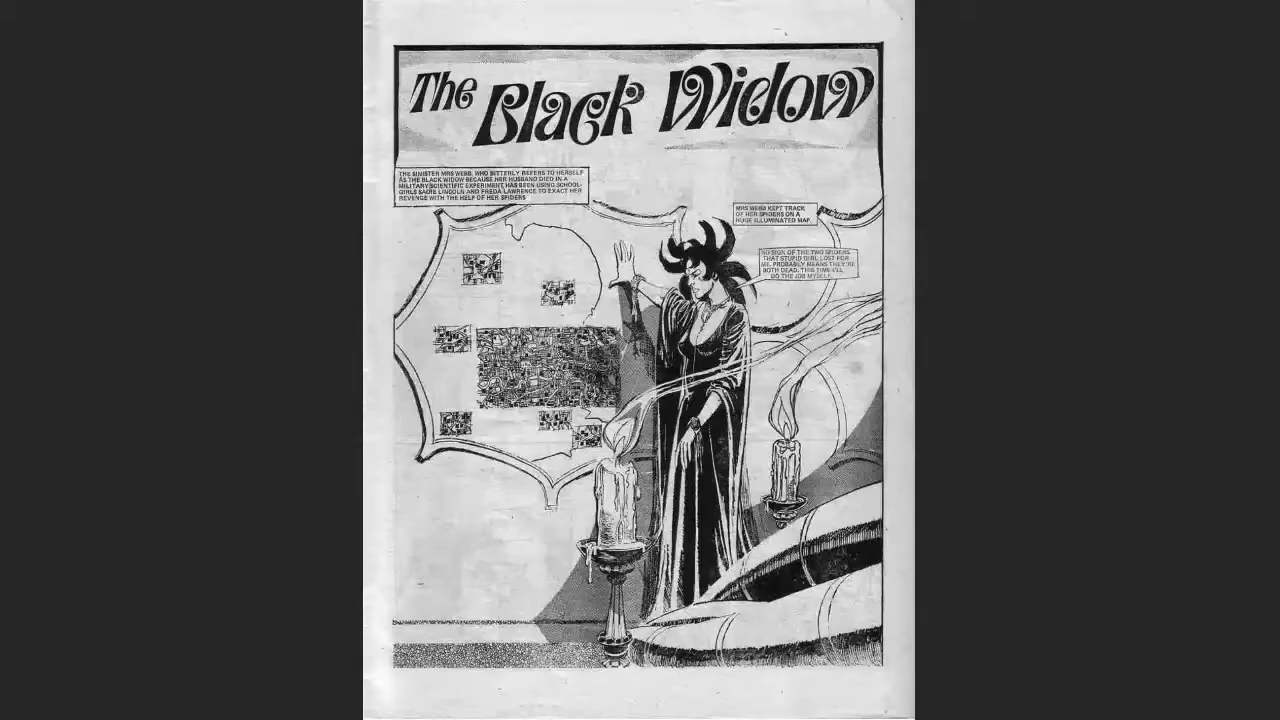 The Black Widow
THE SINISTER MRS WEBB, WHO BITTERLY REFERS TO HERSELF
AS THE BLACK WIDOW BECAUSE HER HUSBAND DIED IN A
MILITARY/SCIENTIFIC EXPERIMENT, HAS BEEN USING SCHOOL-
GIRLS SADIE LINCOLN AND FREDA LAWRENCE TO EXACT HER
REVENGE WITH THE HELP OF HER SPIDERS
MRS WEBB KEPT TRACK
OF HER SPIDERS ON A
HUGE ILLUMINATED MAP.
NO SIGN OF THE TWO SPIDERS
THAT STUPID GIRL LOST FOR
ME. PROBABLY MEANS THEY'RE
BOTH DEAD. THIS TIME I'LL
DO THE JOB MYSELF.